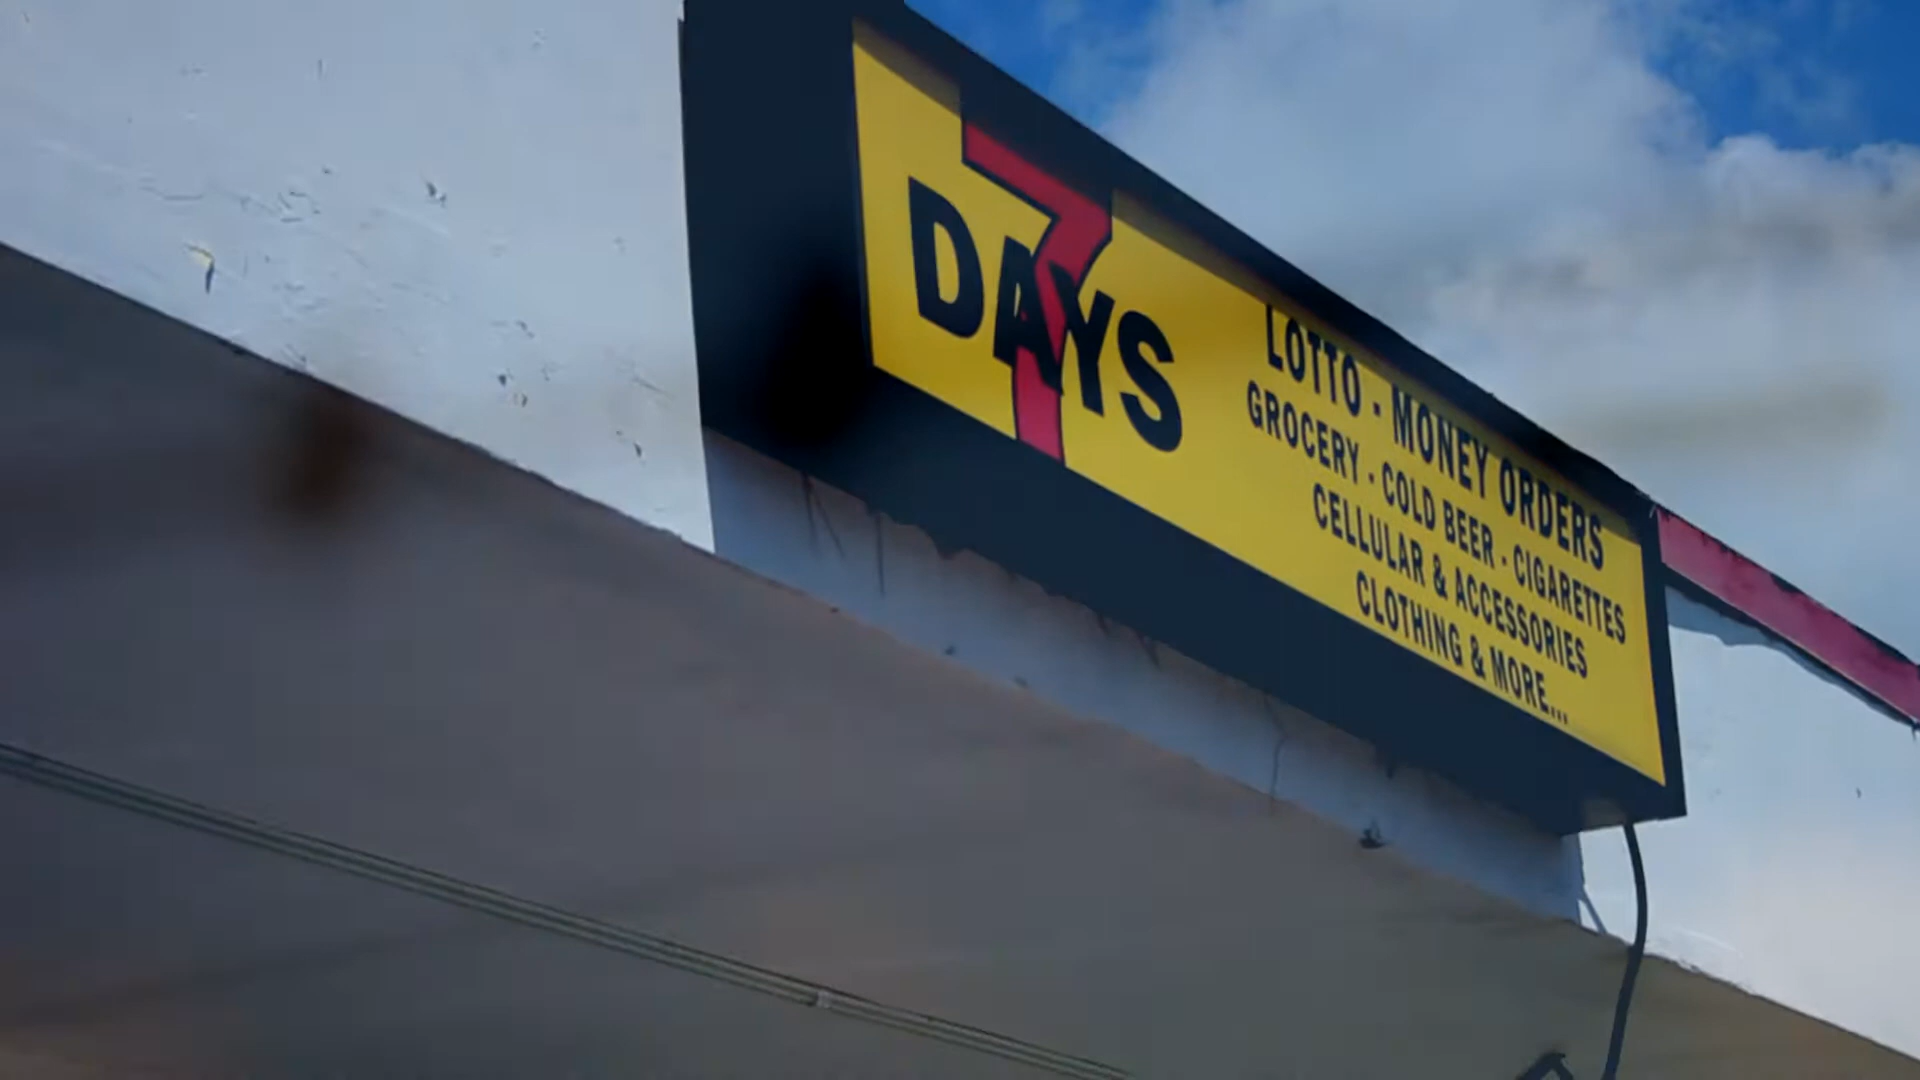 7
DAYS
LOTTO - MONEY ORDERS
GROCERY - COLD BEER - CIGARETTES
CELLULAR & ACCESSORIES
CLOTHING & MORE...